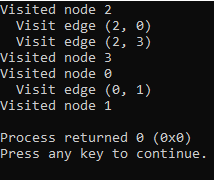 Visited node 2
  Visit edge (2, 0)
  Visit edge (2, 3)
Visited node 3
Visited node 0
  Visit edge (0, 1)
Visited node 1

Process returned 0 (0x0)
Press any key to continue.